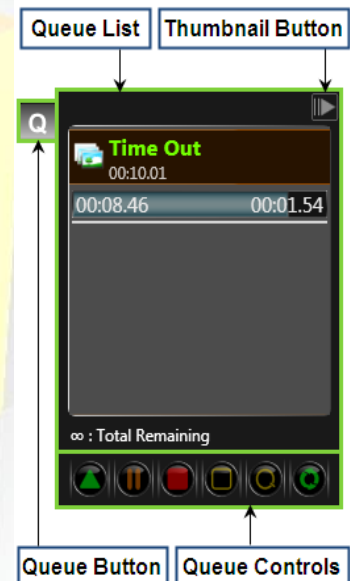 Queue List
Thumbnail Button
Q
Time Out
00:10.01
00:08.46 00:01.54
∞ : Total Remaining
Queue Button
Queue Controls